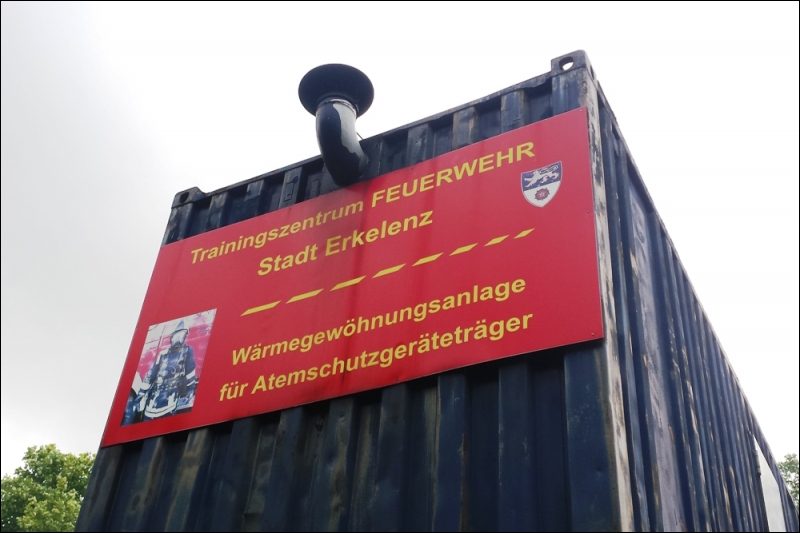 Trainingszentrum FEUERWEHR
Stadt Erkelenz
Wärmegewöhnungsanlage
für Atemschutzgeräteträger